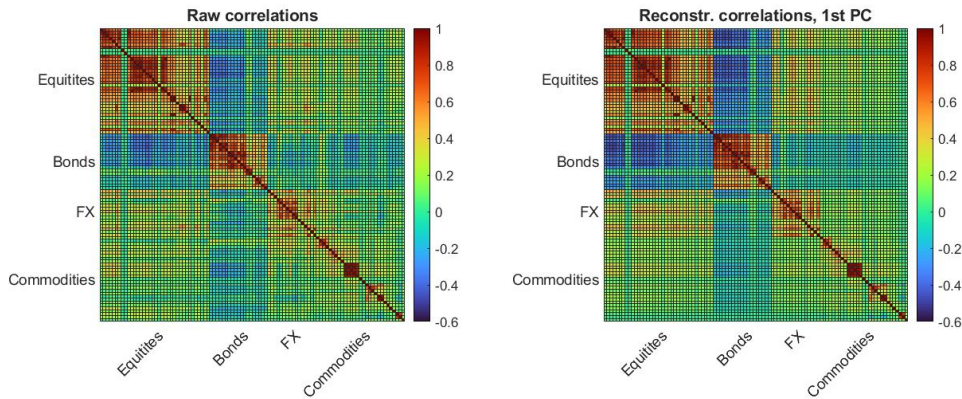 Raw correlations
Equitites
Bonds
FX
Commodities
Equitites
Bonds
FX
Commodities
1
0.8
0.6
0.4
0.2
0
-0.2
-0.4
-0.6
Reconstr. correlations, 1st PC
Equitites
Bonds
FX
Commodities
Equitites
Bonds
FX
Commodities
1
0.8
0.6
0.4
0.2
0
-0.2
-0.4
-0.6